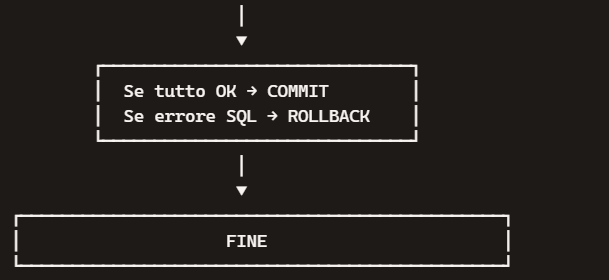 Se tutto OK → COMMIT
Se errore SQL → ROLLBACK
FINE